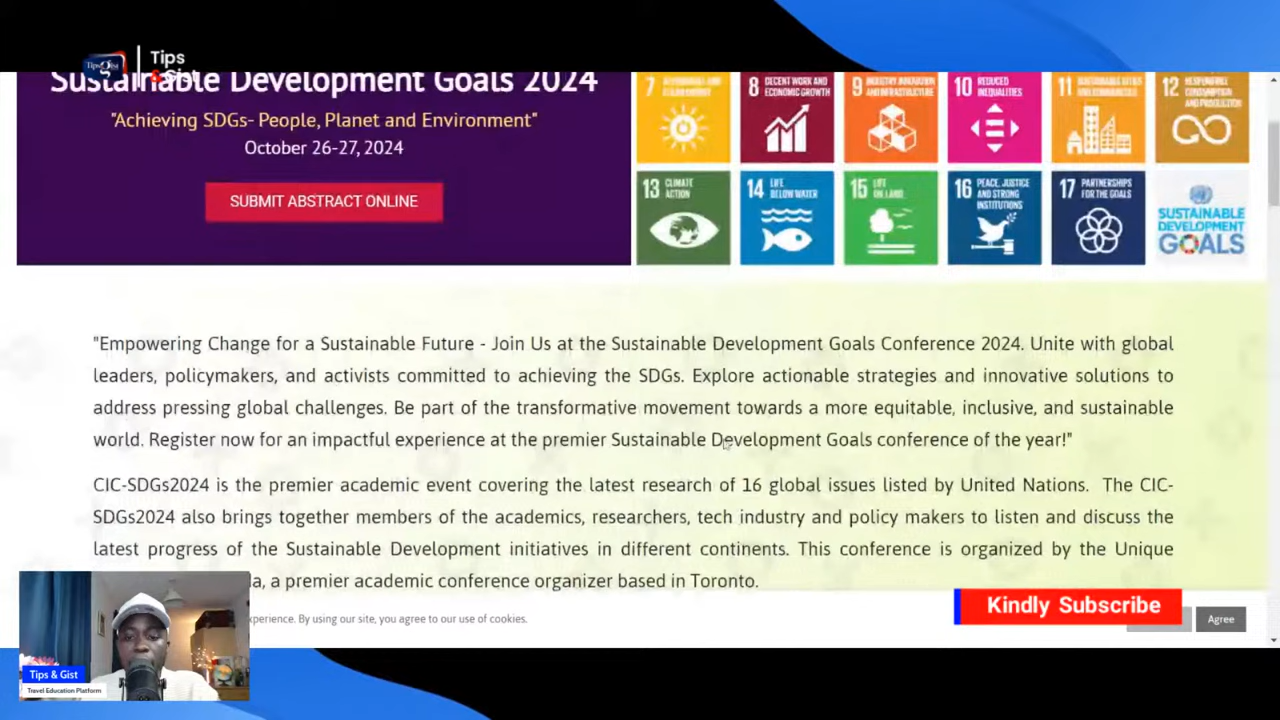 Tips
& Gist
Tips gist
Sustainable Development Goals 2024
"Achieving SDGs- People, Planet and Environment"
October 26-27, 2024
SUBMIT ABSTRACT ONLINE
7
8 DECENT WORK AND
ECONOMIC GROWTH
9 INDUSTRY, INNOVATION
AND INFRASTRUCTURE
10 REDUCED
INEQUALITIES
11 SUSTAINABLE CITIES
AND COMMUNITIES
12 RESPONSIBLE
CONSUMPTION
AND PRODUCTION
13 CLIMATE
ACTION
14 LIFE
BELOW WATER
15 LIFE
ON LAND
16 PEACE, JUSTICE
AND STRONG
INSTITUTIONS
17 PARTNERSHIPS
FOR THE GOALS
SUSTAINABLE
DEVELOPMENT
GOALS
"Empowering Change for a Sustainable Future - Join Us at the Sustainable Development Goals Conference 2024. Unite with global
leaders, policymakers, and activists committed to achieving the SDGs. Explore actionable strategies and innovative solutions to
address pressing global challenges. Be part of the transformative movement towards a more equitable, inclusive, and sustainable
world. Register now for an impactful experience at the premier Sustainable Development Goals conference of the year!"
CIC-SDGs2024 is the premier academic event covering the latest research of 16 global issues listed by United Nations. The CIC-
SDGs2024 also brings together members of the academics, researchers, tech industry and policy makers to listen and discuss the
latest progress of the Sustainable Development initiatives in different continents. This conference is organized by the Unique
a, a premier academic conference organizer based in Toronto.
Kindly Subscribe
xperience. By using our site, you agree to our use of cookies.
Agree
Tips & Gist
Travel Education Platform